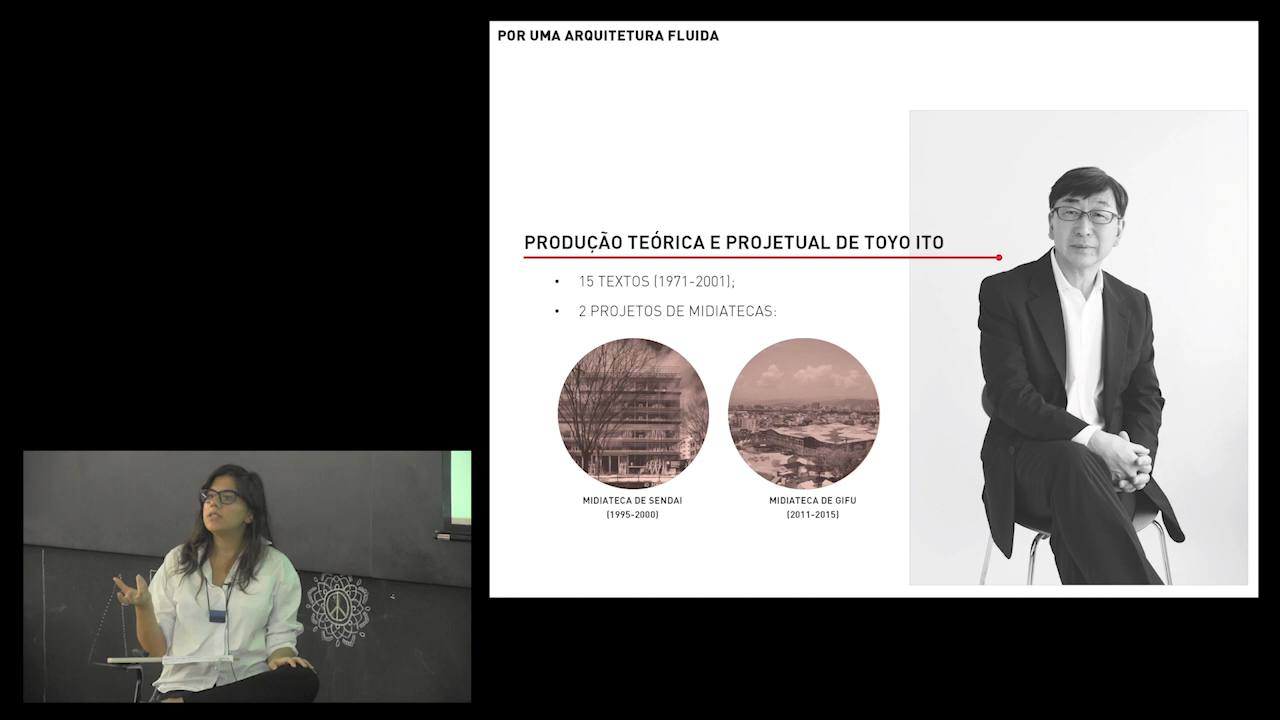 POR UMA ARQUITETURA FLUIDA
PRODUÇÃO TEÓRICA E PROJETUAL DE TOYO ITO
• 15 TEXTOS (1971-2001);
• 2 PROJETOS DE MIDIATECAS:
MIDIATECA DE SENDAI
(1995-2000)
MIDIATECA DE GIFU
(2011-2015)